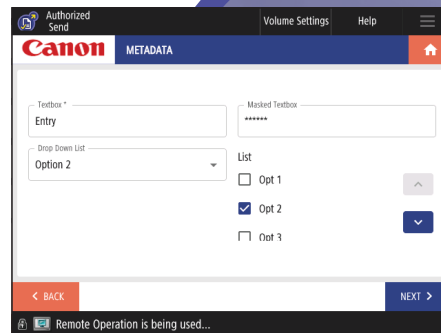 Authorized
Send
Volume Settings
Help
Canon
METADATA
Textbox *
Entry
Masked Textbox
******
Drop Down List
Option 2
List
Opt 1
Opt 2
Opt 3
< BACK
NEXT >
Remote Operation is being used...